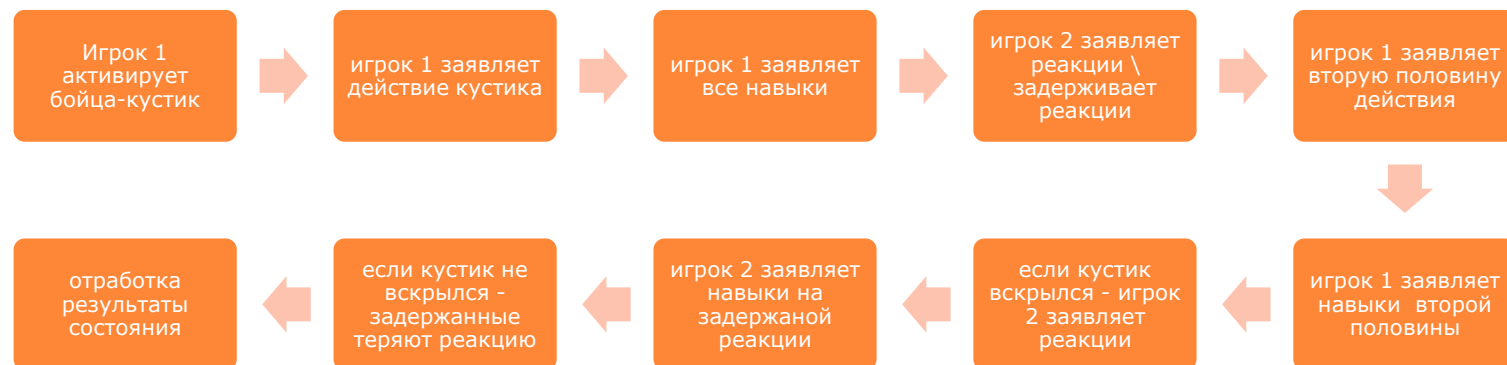 Игрок 1
активирует
бойца-кустик
игрок 1 заявляет
действие кустика
игрок 1 заявляет
все навыки
игрок 2 заявляет
реакции \
задерживает
реакции
игрок 1 заявляет
вторую половину
действия
игрок 1 заявляет
навыки второй
половины
если кустик
вскрылся - игрок
2 заявляет
реакции
игрок 2 заявляет
навыки на
задержаной
реакции
если кустик не
вскрылся -
задержанные
теряют реакцию
отработка
результаты
состояния